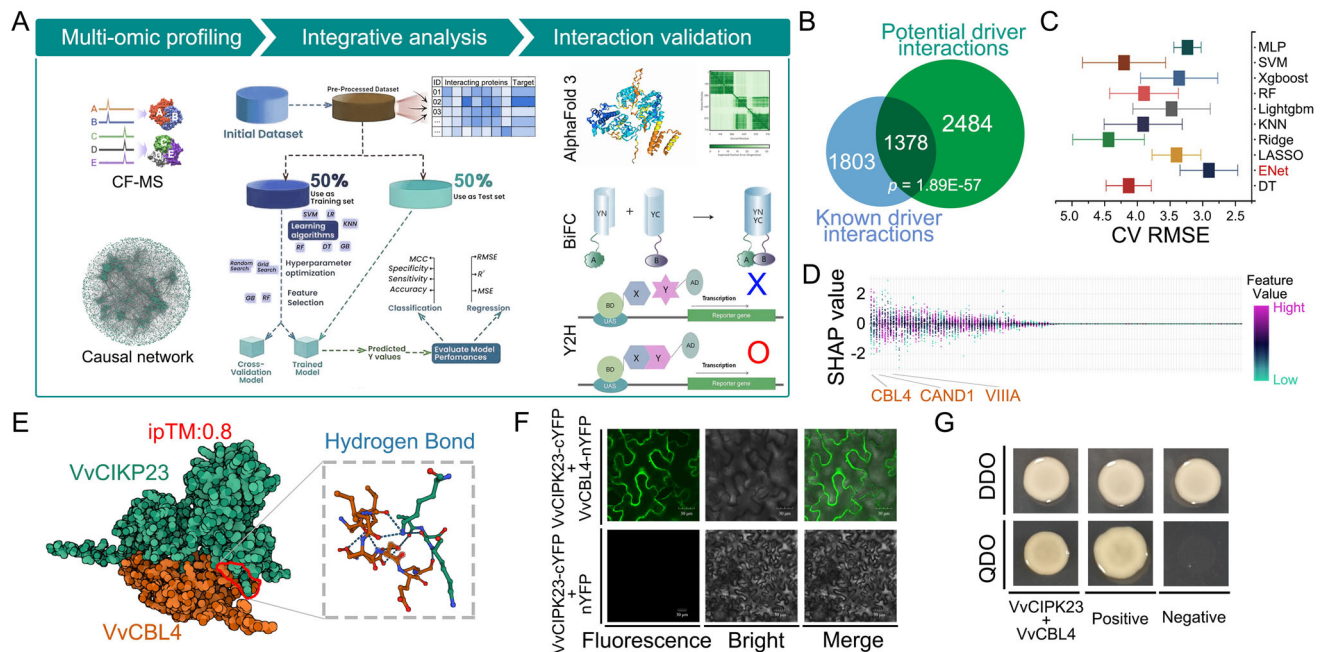 A
Multi-omic profiling
Integrative analysis
Interaction validation
A
B
C
D
E
CF-MS
Causal network
Initial Dataset
Pre-Processed Dataset
ID Interacting proteins Target
01
02
03
...
...
50%
Use as
Training set
50%
Use as Test set
SVM LR
KNN
Learning
algorithms
RF DT GB
Random
Search
Grid
Search
Hyperparameter
optimization
Feature
Selection
GB RF
MCC
Specificity
Sensitivity
Accuracy
RMSE
MSE
Classification
Regression
Cross-
Validation
Model
Trained
Model
Predicted
Y values
Evaluate Model
Perfomances
AlphaFold 3
BiFC
YN
+
YC
YN
YC
A
B
A
B
Y2H
BD
UAS
X
Y
AD
Transcription
Reporter gene
X
BD
UAS
X
Y
AD
Transcription
Reporter gene
O
B
Potential driver
interactions
1803
1378
2484
p = 1.89E-57
Known driver
interactions
C
MLP
SVM
Xgboost
RF
Lightgbm
KNN
Ridge
LASSO
ENet
DT
5.0 4.5 4.0 3.5 3.0 2.5
CV RMSE
D
SHAP value
2
0
-2
CBL4 CAND1 VIIIA
Feature
Value
Hight
Low
E
ipTM:0.8
VvCIKP23
VvCBL4
Hydrogen Bond
F
VvCIPK23-cYFP
+
VvCBL4-nYFP
VvCIPK23-cYFP
+
nYFP
Fluorescence
Bright
Merge
G
DDO
QDO
VvCIPK23
+
VvCBL4
Positive
Negative